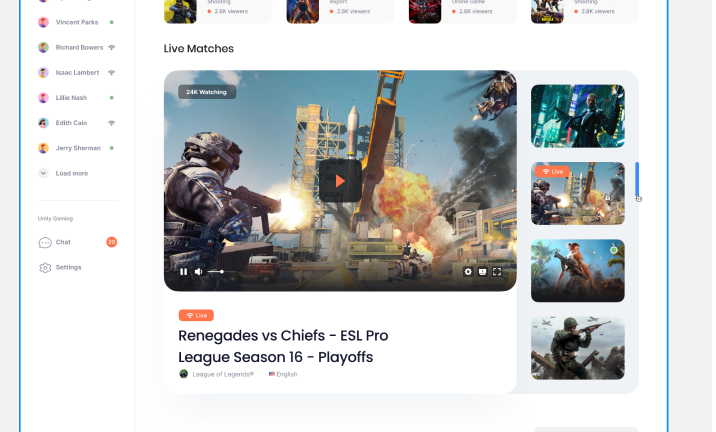 Shooting
2.8K viewers
esport
2.8K viewers
Online Game
2.8K viewers
Shooting
2.8K viewers
Vincent Parks
Richard Bowers
Isaac Lambert
Lillie Nash
Edith Cain
Jerry Sherman
Load more
Unity Gaming
Chat
20
Settings
Live Matches
24K Watching
Live
Live
Renegades vs Chiefs - ESL Pro
League Season 16 - Playoffs
League of Legends®
English